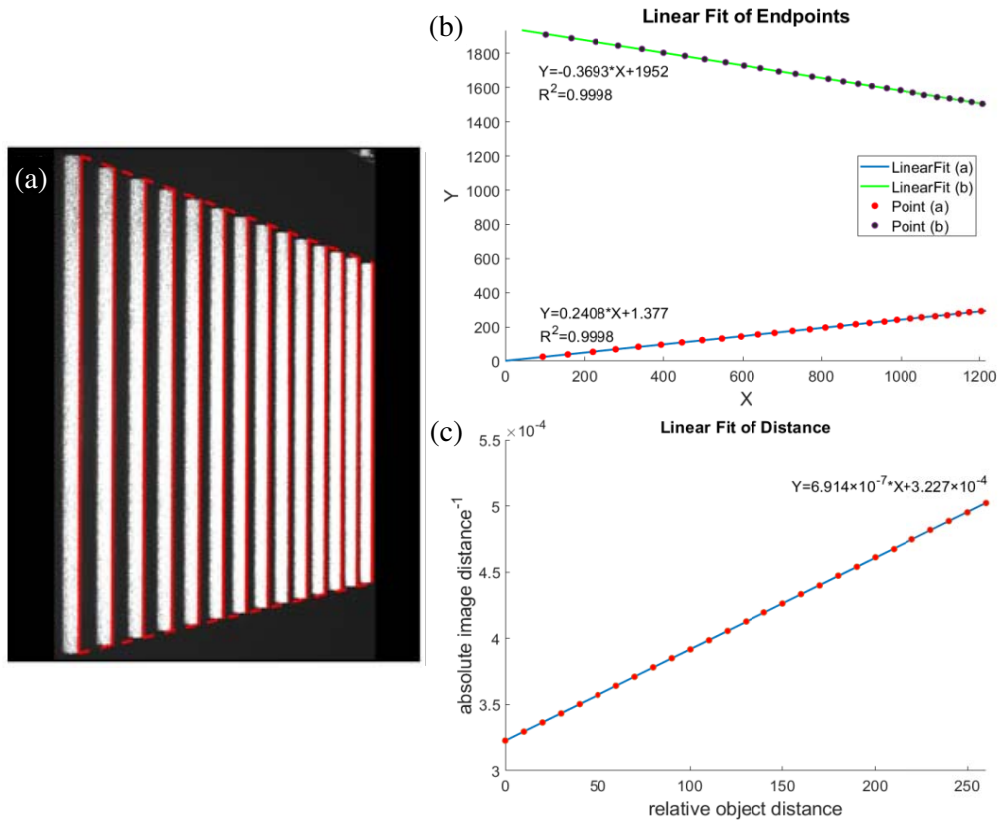 (a)
(b)
Linear Fit of Endpoints
Y=-0.3693*X+1952
R²=0.9998
LinearFit (a)
LinearFit (b)
Point (a)
Point (b)
Y=0.2408*X+1.377
R²=0.9998
1800
1600
1400
1200
1000
800
600
400
200
0
Y
0 200 400 600 800 1000 1200
X
(c)
Linear Fit of Distance
×10⁻⁴
Y=6.914×10⁻⁷*X+3.227×10⁻⁴
5.5
5
4.5
4
3.5
3
absolute image distance⁻¹
0 50 100 150 200 250
relative object distance